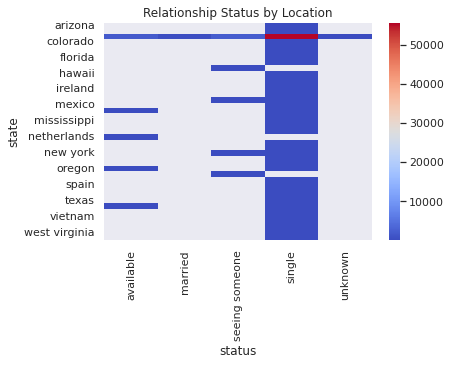 Relationship Status by Location
arizona
colorado
florida
hawaii
ireland
mexico
mississippi
netherlands
new york
oregon
spain
texas
vietnam
west virginia
state
available
married
seeing someone
single
unknown
status
50000
40000
30000
20000
10000